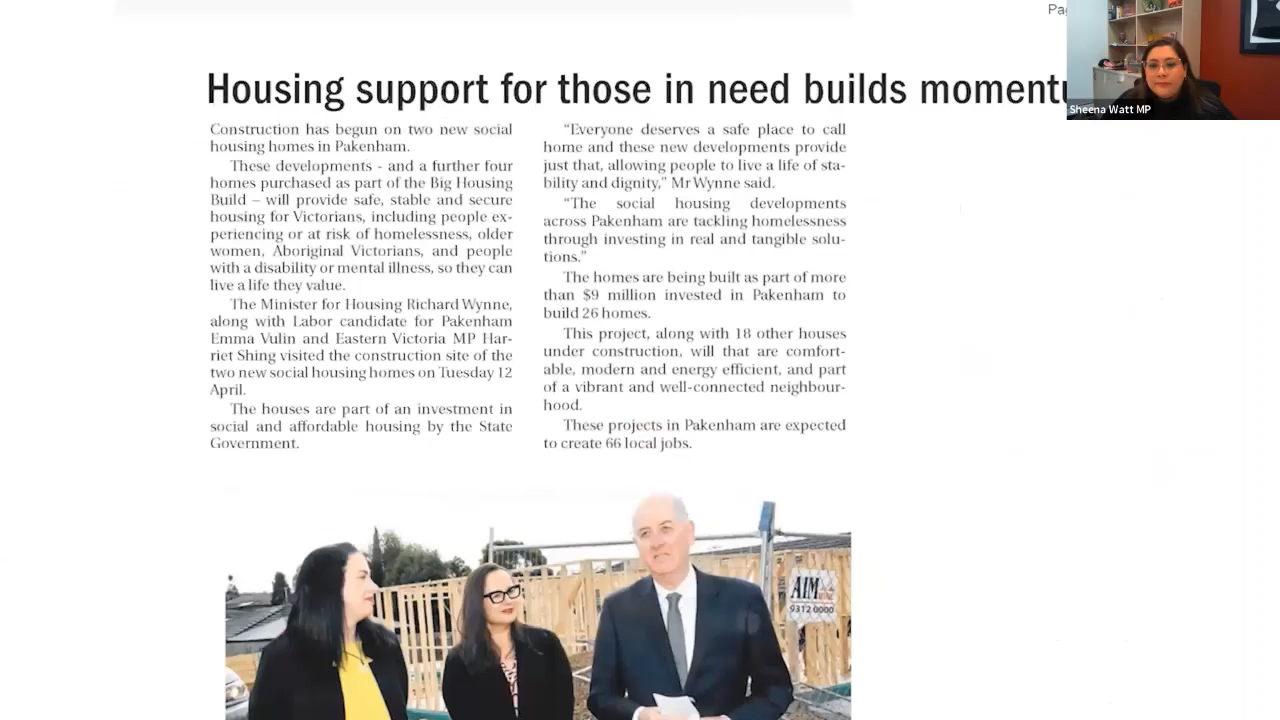 Housing support for those in need builds
Construction has begun on two new social
housing homes in Pakenham.
These developments - and a further four
homes purchased as part of the Big Housing
Build – will provide safe, stable and secure
housing for Victorians, including people ex-
periencing or at risk of homelessness, older
women, Aboriginal Victorians, and people
with a disability or mental illness, so they can
live a life they value.
The Minister for Housing Richard Wynne,
along with Labor candidate for Pakenham
Emma Vulin and Eastern Victoria MP Har-
riet Shing visited the construction site of the
two new social housing homes on Tuesday 12
April.
The houses are part of an investment in
social and affordable housing by the State
Government.
“Everyone deserves a safe place to call
home and these new developments provide
just that, allowing people to live a life of sta-
bility and dignity,” Mr Wynne said.
“The social housing developments
across Pakenham are tackling homelessness
through investing in real and tangible solu-
tions.”
The homes are being built as part of more
than $9 million invested in Pakenham to
build 26 homes.
This project, along with 18 other houses
under construction, will that are comfort-
able, modern and energy efficient, and part
of a vibrant and well-connected neighbour-
hood.
These projects in Pakenham are expected
to create 66 local jobs.
Sheena Watt MP
AIM
9312 0000